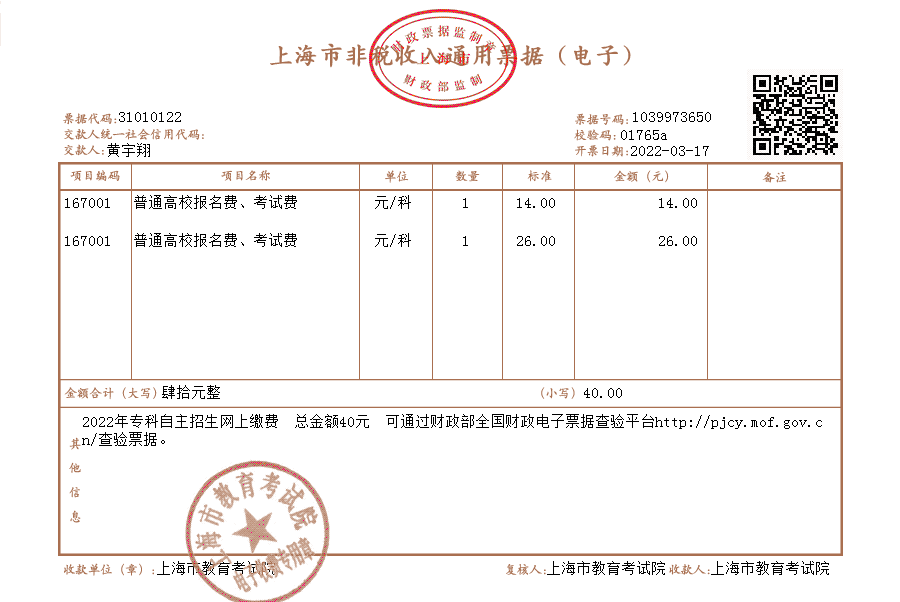 上海市非税收入通用票据（电子）
财政票据监制章
上海市
财政部监制
票据代码:31010122
票据号码:1039973650
交款人统一社会信用代码:
校验码:01765a
交款人:黄宇翔
开票日期:2022-03-17
项目编码 项目名称 单位 数量 标准 金额（元） 备注
167001 普通高校报名费、考试费 元/科 1 14.00 14.00
167001 普通高校报名费、考试费 元/科 1 26.00 26.00
金额合计（大写）肆拾元整 （小写）40.00
其他信息
2022年专科自主招生网上缴费 总金额40元 可通过财政部全国财政电子票据查验平台http://pjcy.mof.gov.c
n/查验票据。
上海市教育考试院
电子收费专用章
收款单位（章）:上海市教育考试院 复核人:上海市教育考试院 收款人:上海市教育考试院